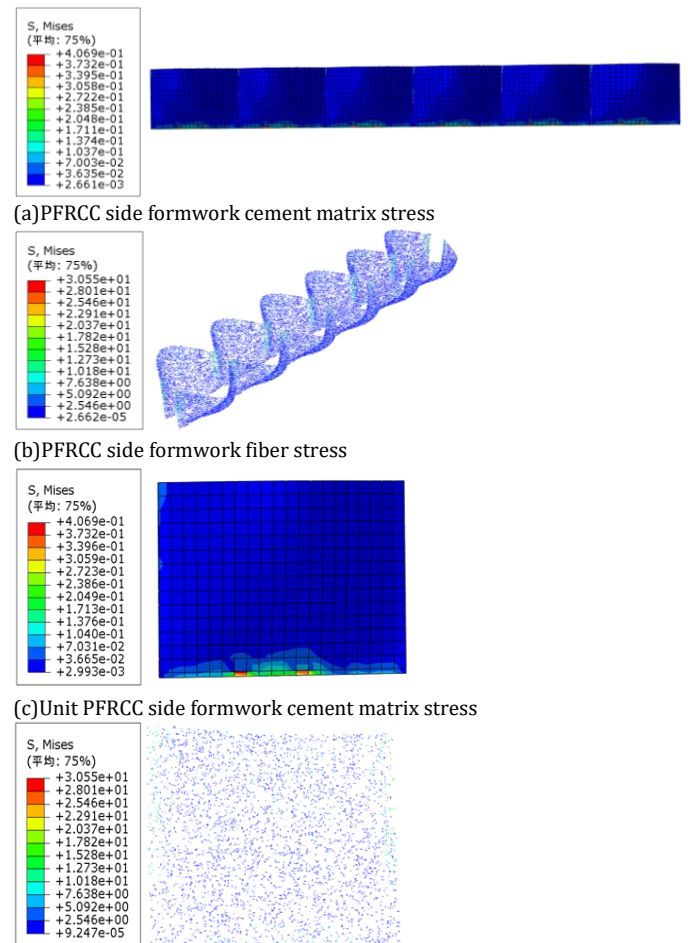 S, Mises
(平均: 75%)
+4.069e-01
+3.732e-01
+3.395e-01
+3.058e-01
+2.722e-01
+2.385e-01
+2.048e-01
+1.711e-01
+1.374e-01
+1.037e-01
+7.003e-02
+3.635e-02
+2.661e-03
(a)PFRCC side formwork cement matrix stress
S, Mises
(平均: 75%)
+3.055e+01
+2.801e+01
+2.546e+01
+2.291e+01
+2.037e+01
+1.782e+01
+1.528e+01
+1.273e+01
+1.018e+01
+7.638e+00
+5.092e+00
+2.546e+00
+2.662e-05
(b)PFRCC side formwork fiber stress
S, Mises
(平均: 75%)
+4.069e-01
+3.732e-01
+3.396e-01
+3.059e-01
+2.723e-01
+2.386e-01
+2.049e-01
+1.713e-01
+1.376e-01
+1.040e-01
+7.031e-02
+3.665e-02
+2.993e-03
(c)Unit PFRCC side formwork cement matrix stress
S, Mises
(平均: 75%)
+3.055e+01
+2.801e+01
+2.546e+01
+2.291e+01
+2.037e+01
+1.782e+01
+1.528e+01
+1.273e+01
+1.018e+01
+7.638e+00
+5.092e+00
+2.546e+00
+9.247e-05